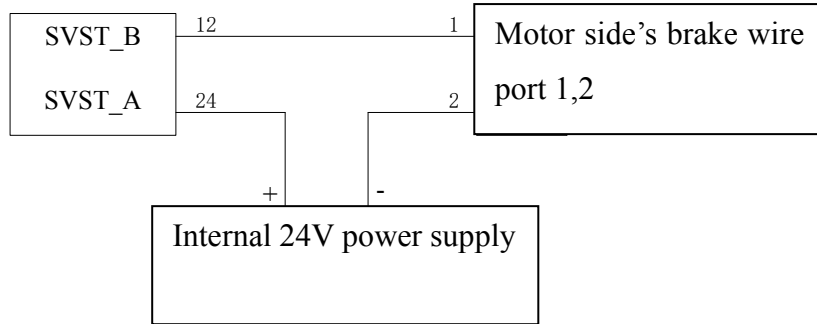 SVST_B
12
1
Motor side's brake wire
port 1,2
SVST_A
24
2
+
-
Internal 24V power supply